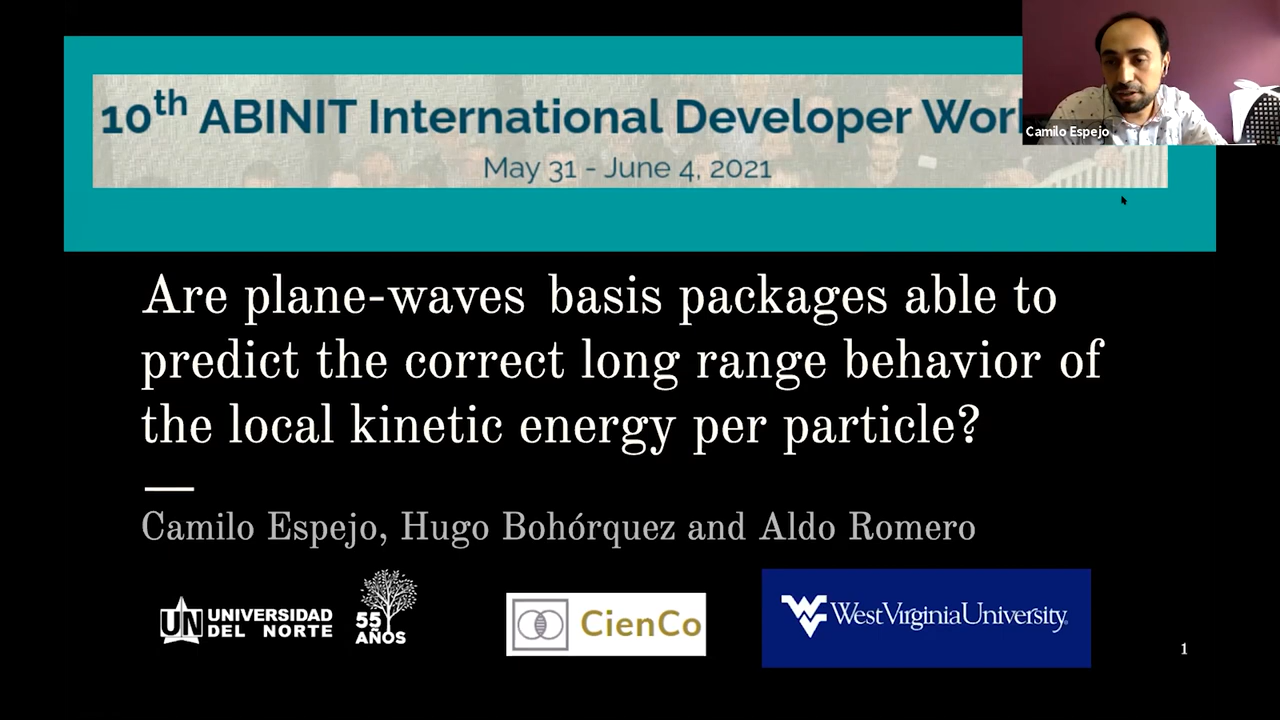 10th ABINIT International Developer Wor
May 31 - June 4, 2021
Camilo Espejo
Are plane-waves basis packages able to
predict the correct long range behavior of
the local kinetic energy per particle?
Camilo Espejo, Hugo Bohórquez and Aldo Romero
UN UNIVERSIDAD
DEL NORTE
55
AÑOS
CienCo
WestVirginiaUniversity.
1